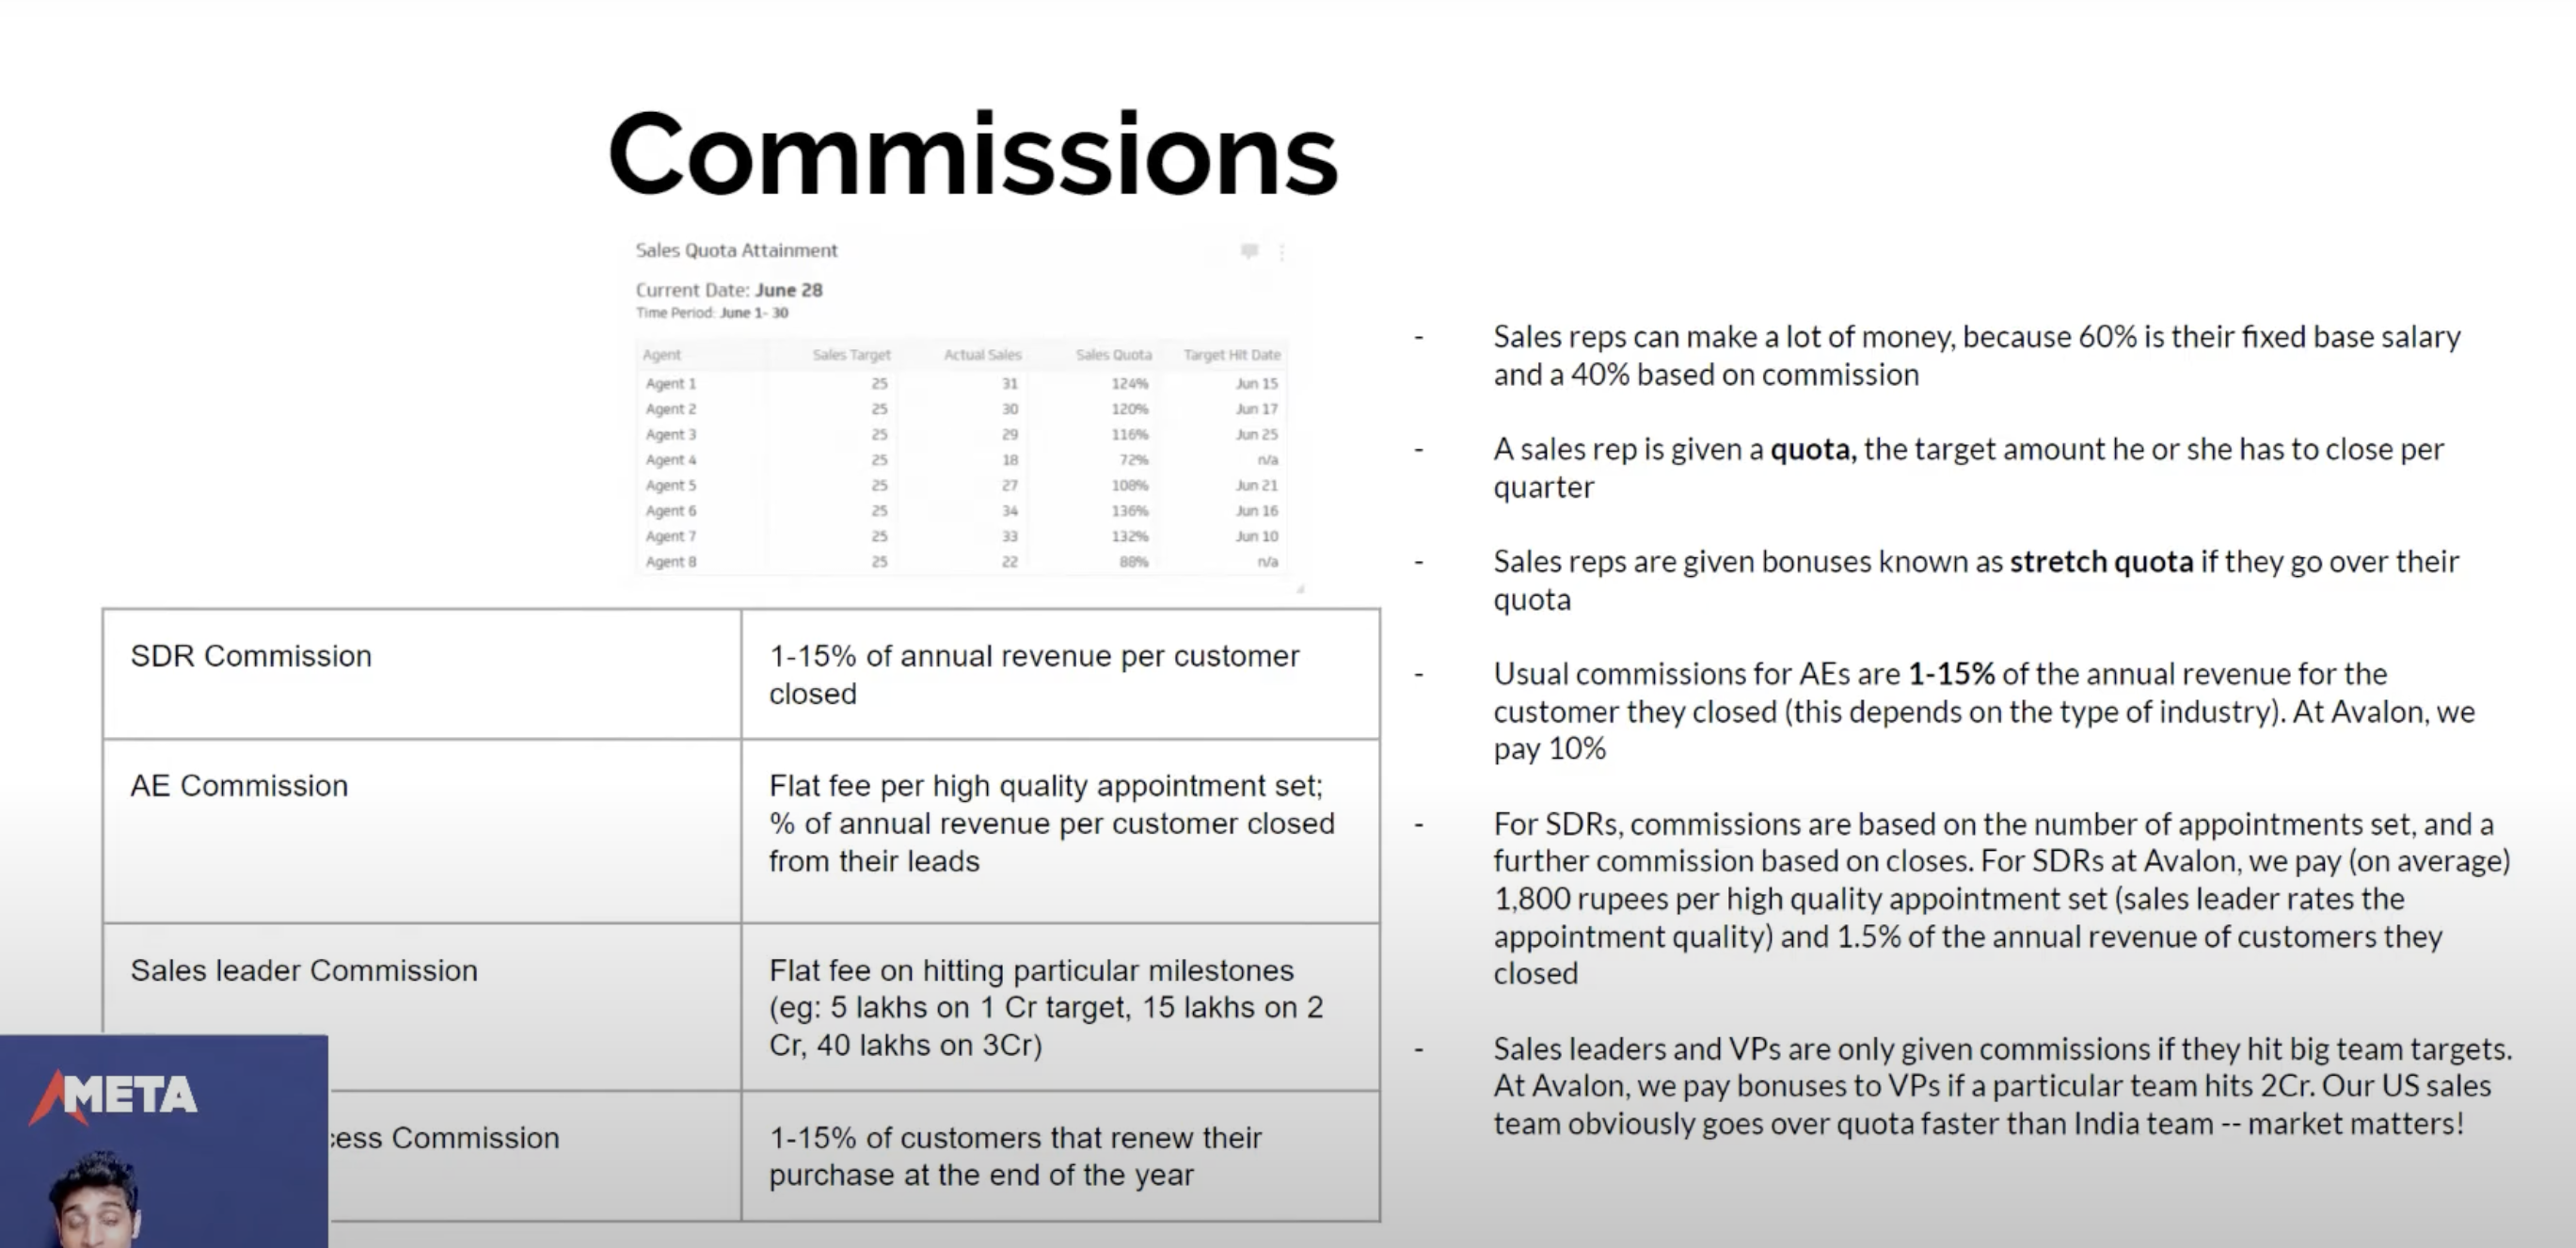 Commissions
Sales Quota Attainment
Current Date: June 28
Time Period: June 1- 30
Agent Sales Target Actual Sales Sales Quota Target Hit Date
Agent 1 25 31 124% Jun 15
Agent 2 25 30 120% Jun 17
Agent 3 25 29 116% Jun 25
Agent 4 25 18 72% n/a
Agent 5 25 27 108% Jun 21
Agent 6 25 34 136% Jun 16
Agent 7 25 33 132% Jun 10
Agent 8 25 22 88% n/a
SDR Commission
1-15% of annual revenue per customer
closed
AE Commission
Flat fee per high quality appointment set;
% of annual revenue per customer closed
from their leads
Sales leader Commission
Flat fee on hitting particular milestones
(eg: 5 lakhs on 1 Cr target, 15 lakhs on 2
Cr, 40 lakhs on 3Cr)
cess Commission
1-15% of customers that renew their
purchase at the end of the year
META
- Sales reps can make a lot of money, because 60% is their fixed base salary
and a 40% based on commission
- A sales rep is given a quota, the target amount he or she has to close per
quarter
- Sales reps are given bonuses known as stretch quota if they go over their
quota
- Usual commissions for AEs are 1-15% of the annual revenue for the
customer they closed (this depends on the type of industry). At Avalon, we
pay 10%
- For SDRs, commissions are based on the number of appointments set, and a
further commission based on closes. For SDRs at Avalon, we pay (on average)
1,800 rupees per high quality appointment set (sales leader rates the
appointment quality) and 1.5% of the annual revenue of customers they
closed
- Sales leaders and VPs are only given commissions if they hit big team targets.
At Avalon, we pay bonuses to VPs if a particular team hits 2Cr. Our US sales
team obviously goes over quota faster than India team -- market matters!